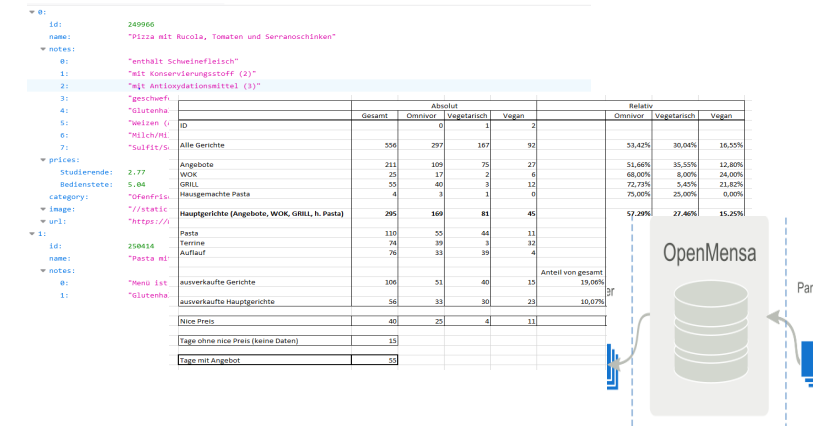 0:
id: 249966
name: "Pizza mit Rucola, Tomaten und Serranoschinken"
notes:
0: "enthält Schweinefleisch"
1: "mit Konservierungsstoff (2)"
2: "mit Antioxydationsmittel (3)"
3: "geschwef
4: "Glutenha
5: "Weizen (
6: "Milch/Mi
7: "Sulfit/S
prices:
Studierende: 2.77
Bedienstete: 5.04
category: "Ofenfris
image: "//static
url: "https://
1:
id: 250414
name: "Pasta mi
notes:
0: "Menü ist
1: "Glutenha
Absolut Relativ
Gesamt Omnivor Vegetarisch Vegan Omnivor Vegetarisch Vegan
ID 0 1 2
Alle Gerichte 556 297 167 92 53,42% 30,04% 16,55%
Angebote 211 109 75 27 51,66% 35,55% 12,80%
WOK 25 17 2 6 68,00% 8,00% 24,00%
GRILL 55 40 3 12 72,73% 5,45% 21,82%
Hausgemachte Pasta 4 3 1 0 75,00% 25,00% 0,00%
Hauptgerichte (Angebote, WOK, GRILL, h. Pasta) 295 169 81 45 57,29% 27,46% 15,25%
Pasta 110 55 44 11
Terrine 74 39 3 32
Auflauf 76 33 39 4
Anteil von gesamt
ausverkaufte Gerichte 106 51 40 15 19,06%
ausverkaufte Hauptgerichte 56 33 30 23 10,07%
Nice Preis 40 25 4 11
Tage ohne nice Preis (keine Daten) 15
Tage mit Angebot 55
OpenMensa
er
Par